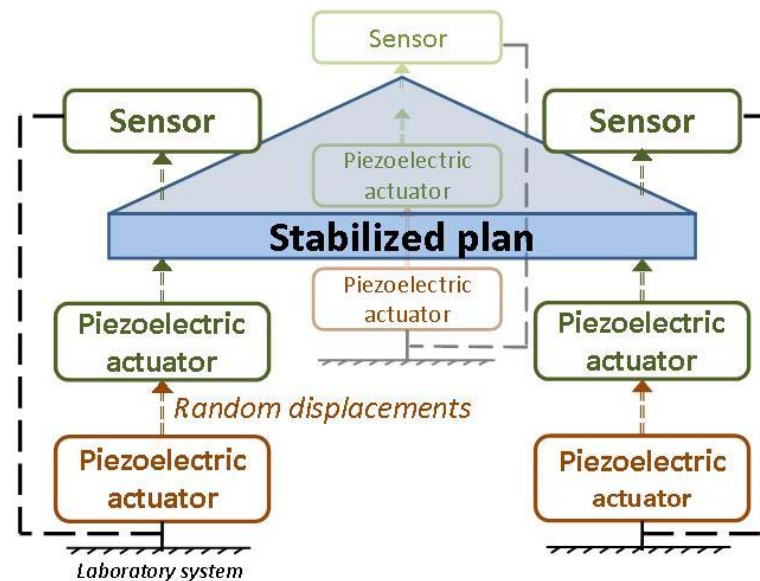 Sensor
Sensor
Sensor
Piezoelectric
actuator
Stabilized plan
Piezoelectric
actuator
Piezoelectric
actuator
Piezoelectric
actuator
Random displacements
Piezoelectric
actuator
Piezoelectric
actuator
Laboratory system